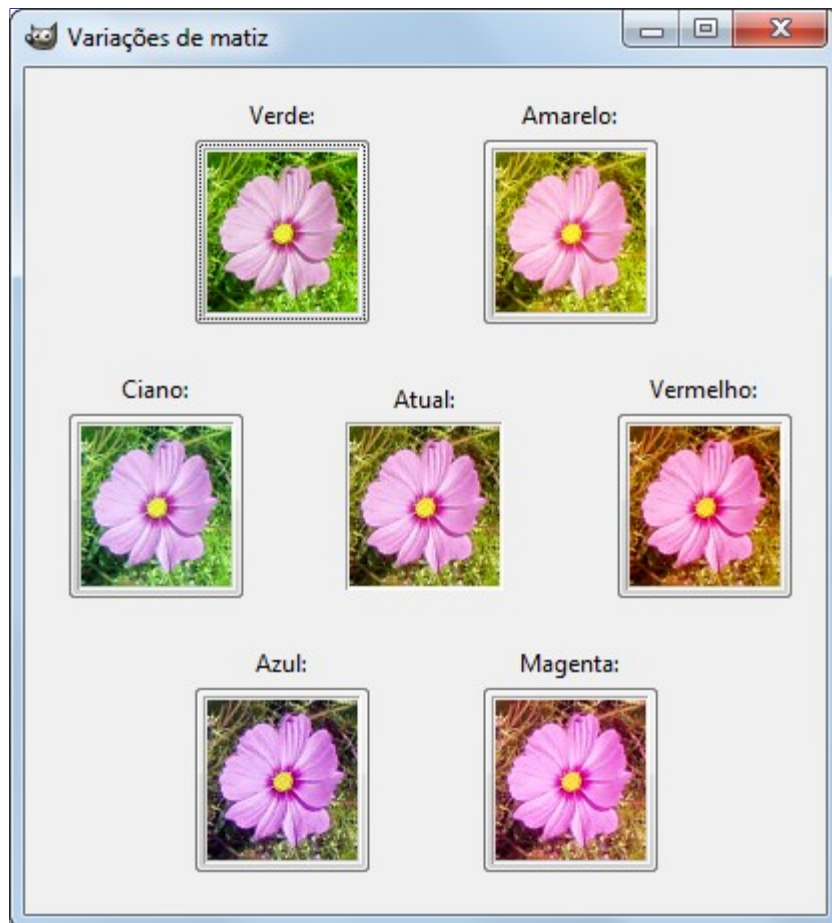 Variações de matiz
Verde:
Amarelo:
Ciano:
Atual:
Vermelho:
Azul:
Magenta: